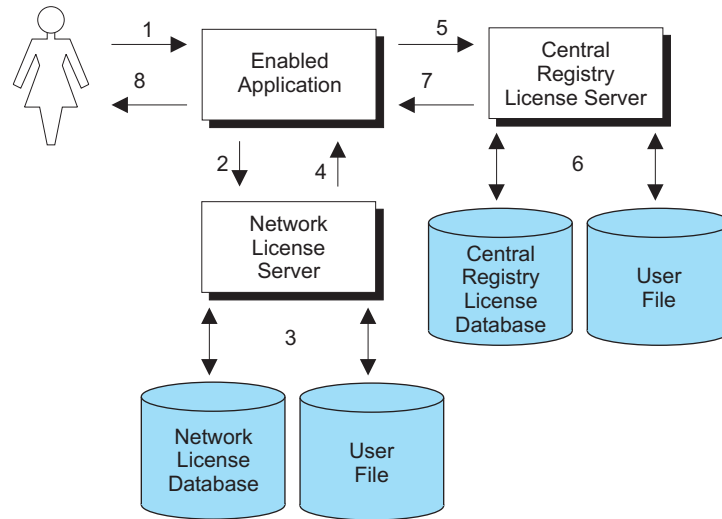 1
Enabled
Application
8
5
7
Central
Registry
License Server
2
4
6
Network
License
Server
Central
Registry
License
Database
User
File
3
Network
License
Database
User
File